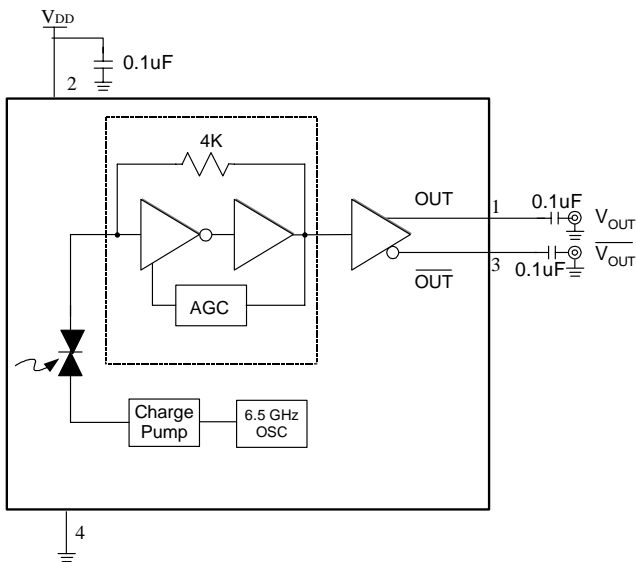 VDD
0.1uF
2
4K
OUT
1
0.1uF
VOUT
VOUT
OUT
3
0.1uF
AGC
Charge
Pump
6.5 GHz
OSC
4